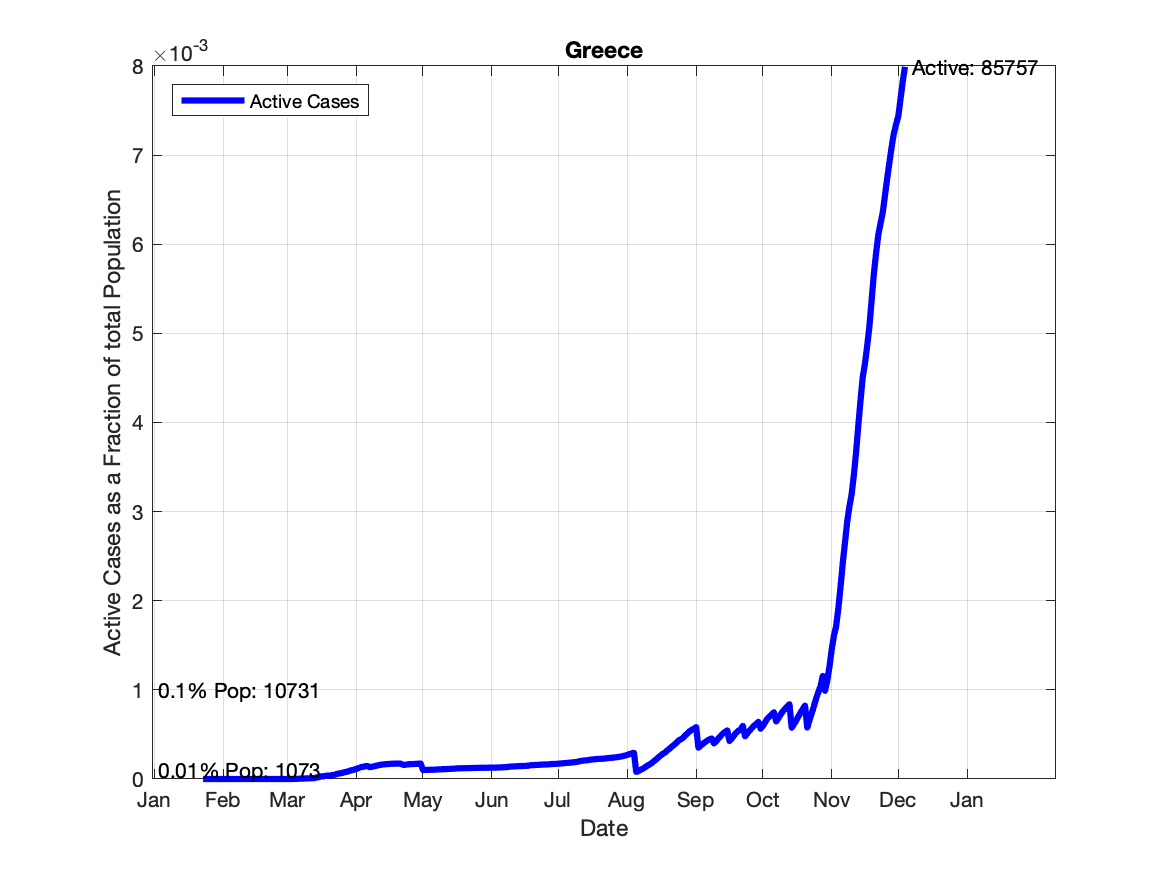 Greece
×10-3
8
Active: 85757
Active Cases
7
6
5
4
3
2
1
0.1% Pop: 10731
0
0.01% Pop: 1073
Active Cases as a Fraction of total Population
Jan Feb Mar Apr May Jun Jul Aug Sep Oct Nov Dec Jan
Date